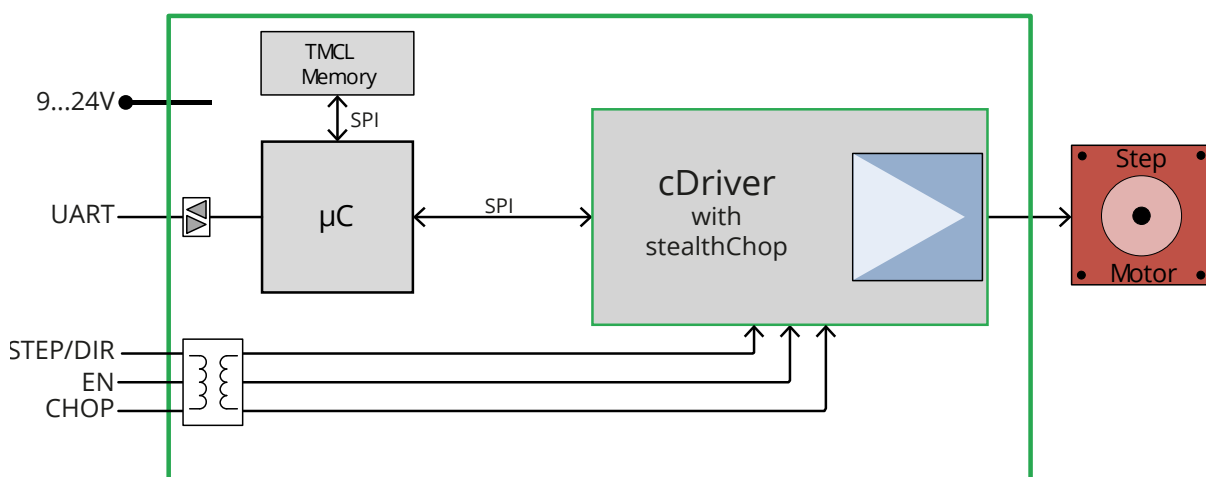 TMCL
Memory
9...24V
SPI
UART
µC
SPI
cDriver
with
stealthChop
Step
Motor
STEP/DIR
EN
CHOP